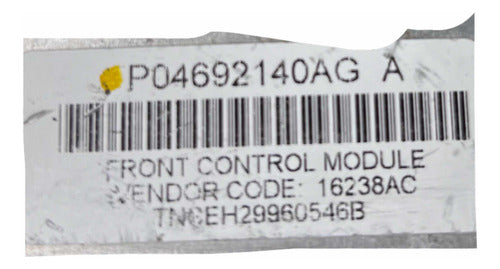 P04692140AG A
FRONT CONTROL MODULE
VENDOR CODE: 16238AC
TNCEH29960546B